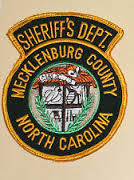 SHERIFF'S DEPT.
MECKLENBURG COUNTY
NORTH CAROLINA